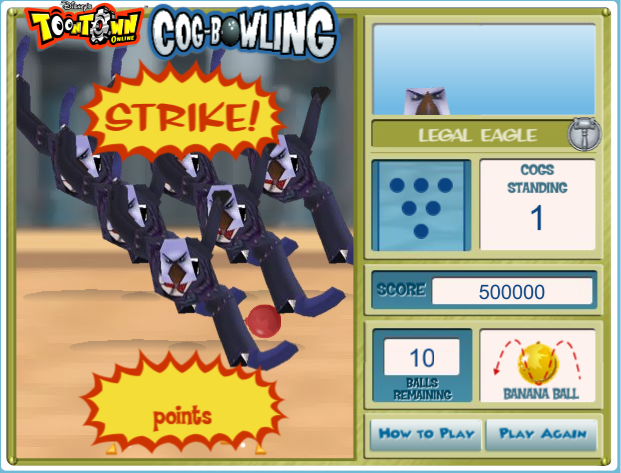 Disney's
TOONTOWN
ONLINE
COG-BOWLING
STRIKE!
points
LEGAL EAGLE
COGS
STANDING
1
SCORE 500000
10
BALLS
REMAINING
BANANA BALL
HOW TO PLAY
PLAY AGAIN